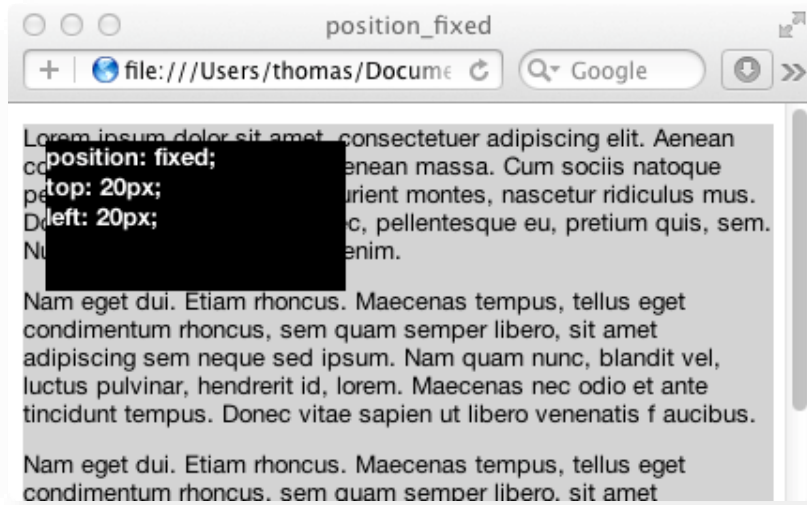 position_fixed
file:///Users/thomas/Docume
Google
Lorem ipsum dolor sit amet, consectetuer adipiscing elit. Aenean
co enean massa. Cum sociis natoque
pe urient montes, nascetur ridiculus mus.
Do ec, pellentesque eu, pretium quis, sem.
Nu enim.
position: fixed;
top: 20px;
left: 20px;
Nam eget dui. Etiam rhoncus. Maecenas tempus, tellus eget
condimentum rhoncus, sem quam semper libero, sit amet
adipiscing sem neque sed ipsum. Nam quam nunc, blandit vel,
luctus pulvinar, hendrerit id, lorem. Maecenas nec odio et ante
tincidunt tempus. Donec vitae sapien ut libero venenatis f aucibus.
Nam eget dui. Etiam rhoncus. Maecenas tempus, tellus eget
condimentum rhoncus, sem quam semper libero, sit amet